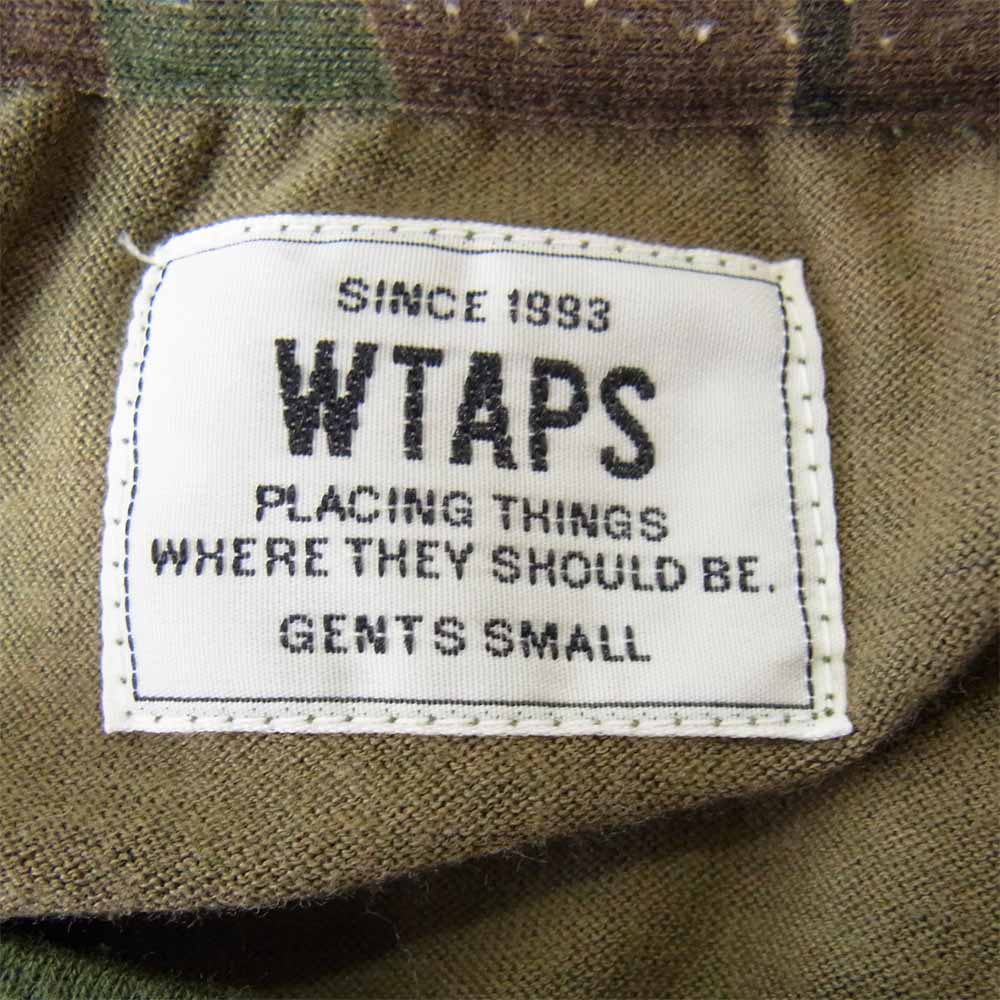 SINCE 1993
WTAPS
PLACING THINGS
WHERE THEY SHOULD BE.
GENTS SMALL